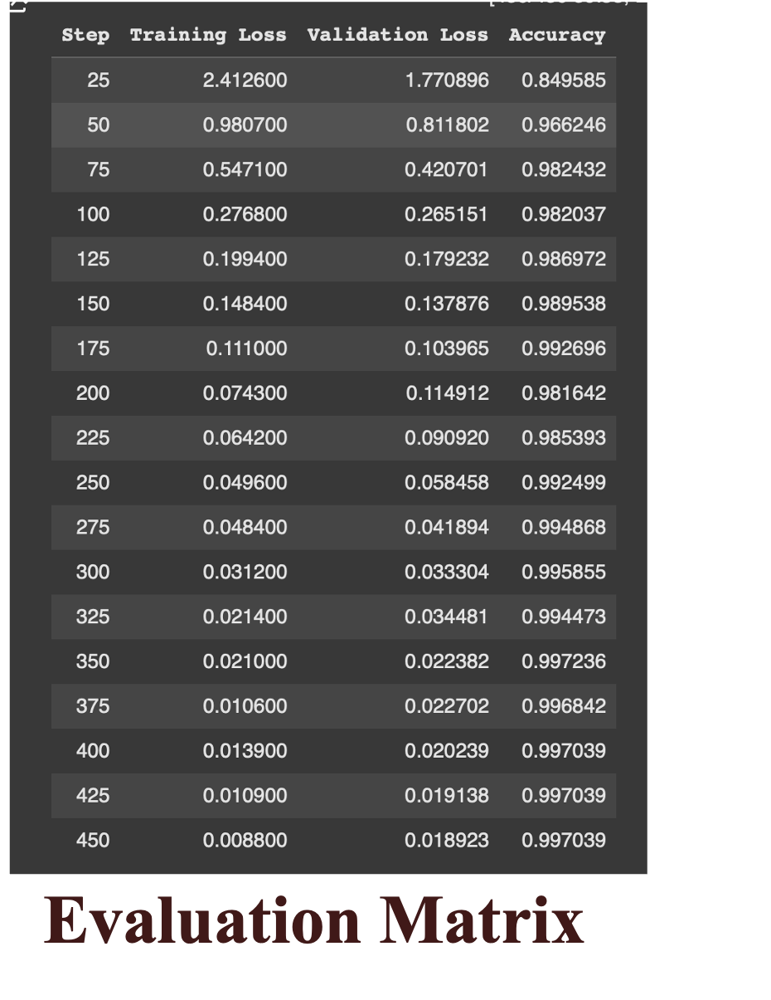 Step Training Loss Validation Loss Accuracy
25 2.412600 1.770896 0.849585
50 0.980700 0.811802 0.966246
75 0.547100 0.420701 0.982432
100 0.276800 0.265151 0.982037
125 0.199400 0.179232 0.986972
150 0.148400 0.137876 0.989538
175 0.111000 0.103965 0.992696
200 0.074300 0.114912 0.981642
225 0.064200 0.090920 0.985393
250 0.049600 0.058458 0.992499
275 0.048400 0.041894 0.994868
300 0.031200 0.033304 0.995855
325 0.021400 0.034481 0.994473
350 0.021000 0.022382 0.997236
375 0.010600 0.022702 0.996842
400 0.013900 0.020239 0.997039
425 0.010900 0.019138 0.997039
450 0.008800 0.018923 0.997039
Evaluation Matrix